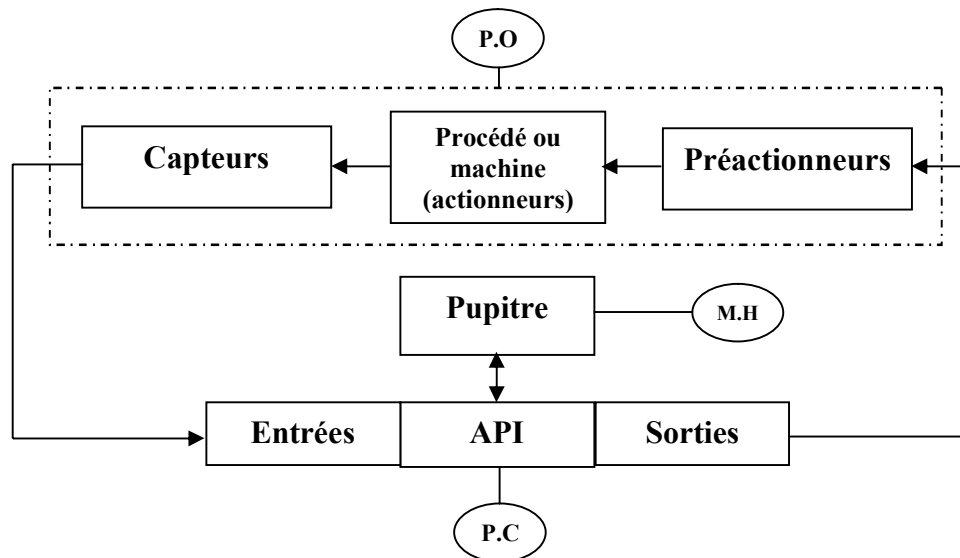 P.O
Capteurs
Procédé ou
machine
(actionneurs)
Préactionneurs
Pupitre
M.H
Entrées
API
Sorties
P.C